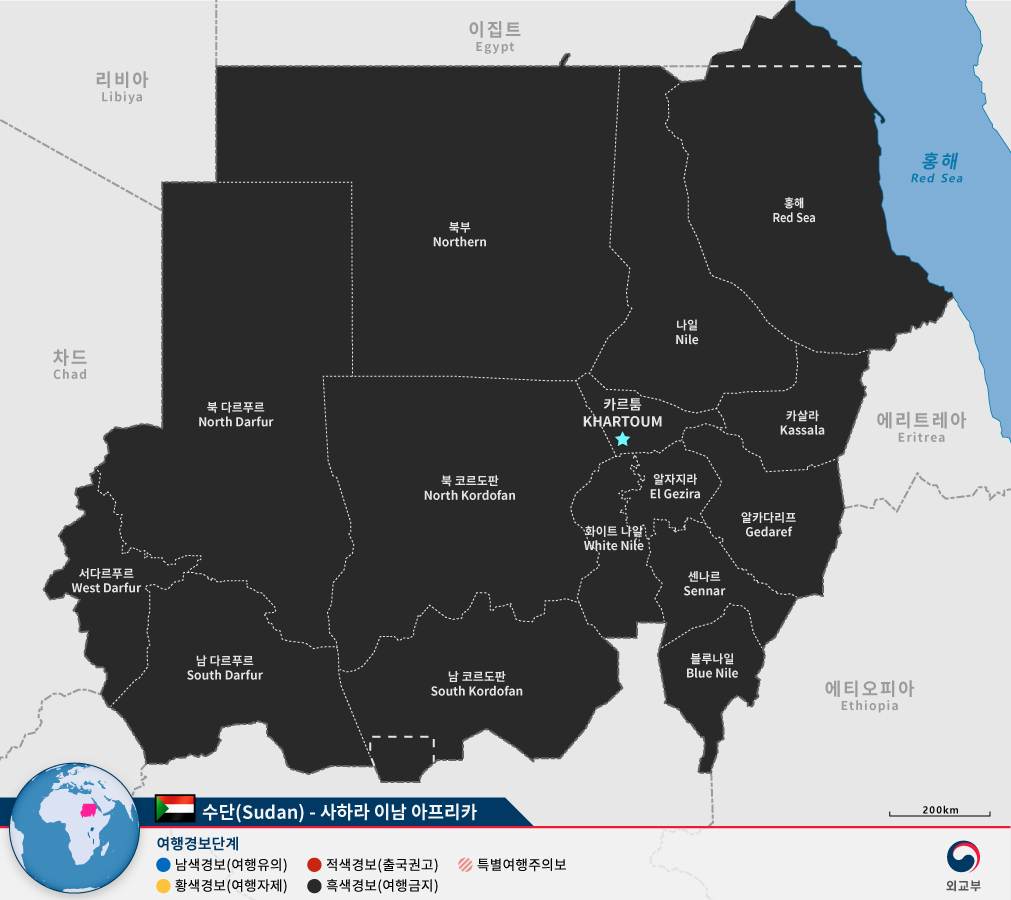 이집트
Egypt
리비아
Libiya
홍해
Red Sea
홍해
Red Sea
북부
Northern
나일
Nile
차드
Chad
북 다르푸르
North Darfur
카르툼
KHARTOUM
카살라
Kassala
에리트레아
Eritrea
북 코르도판
North Kordofan
알자지라
El Gezira
알카다리프
Gedaref
화이트 나일
White Nile
서다르푸르
West Darfur
센나르
Sennar
남 다르푸르
South Darfur
남 코르도판
South Kordofan
블루나일
Blue Nile
에티오피아
Ethiopia
수단(Sudan) - 사하라 이남 아프리카
200km
여행경보단계
남색경보(여행유의)
적색경보(출국권고)
특별여행주의보
황색경보(여행자제)
흑색경보(여행금지)
외교부